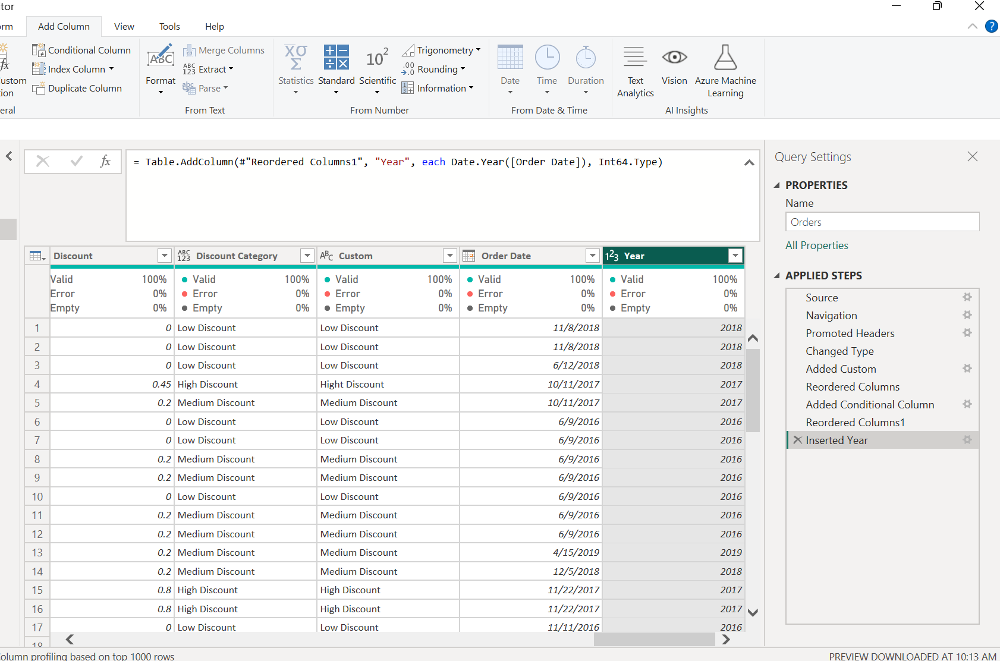 tor
rm Add Column View Tools Help
Conditional Column
Index Column
Duplicate Column
fx
ustom
ion
eral
ABC
Format
Merge Columns
ABC
123 Extract
abc Parse
From Text
Χσ
Σ
Statistics
Standard
10²
Scientific
Trigonometry
.00
.0 Rounding
Information
From Number
Date
Time
Duration
From Date & Time
Text
Analytics
Vision
Azure Machine
Learning
AI Insights
?
fx
= Table.AddColumn(#"Reordered Columns1", "Year", each Date.Year([Order Date]), Int64.Type)
Discount ABC 123 Discount Category ABC Custom Order Date 123 Year
Valid 100% Valid 100% Valid 100% Valid 100% Valid 100%
Error 0% Error 0% Error 0% Error 0% Error 0%
Empty 0% Empty 0% Empty 0% Empty 0% Empty 0%
1 0 Low Discount Low Discount 11/8/2018 2018
2 0 Low Discount Low Discount 11/8/2018 2018
3 0 Low Discount Low Discount 6/12/2018 2018
4 0.45 High Discount Hight Discount 10/11/2017 2017
5 0.2 Medium Discount Medium Discount 10/11/2017 2017
6 0 Low Discount Low Discount 6/9/2016 2016
7 0 Low Discount Low Discount 6/9/2016 2016
8 0.2 Medium Discount Medium Discount 6/9/2016 2016
9 0.2 Medium Discount Medium Discount 6/9/2016 2016
10 0 Low Discount Low Discount 6/9/2016 2016
11 0.2 Medium Discount Medium Discount 6/9/2016 2016
12 0.2 Medium Discount Medium Discount 6/9/2016 2016
13 0.2 Medium Discount Medium Discount 4/15/2019 2019
14 0.2 Medium Discount Medium Discount 12/5/2018 2018
15 0.8 High Discount High Discount 11/22/2017 2017
16 0.8 High Discount High Discount 11/22/2017 2017
17 0 Low Discount Low Discount 11/11/2016 2016
18
Query Settings
PROPERTIES
Name
Orders
All Properties
APPLIED STEPS
Source
Navigation
Promoted Headers
Changed Type
Added Custom
Reordered Columns
Added Conditional Column
Reordered Columns1
Inserted Year
olumn profiling based on top 1000 rows
PREVIEW DOWNLOADED AT 10:13 AM